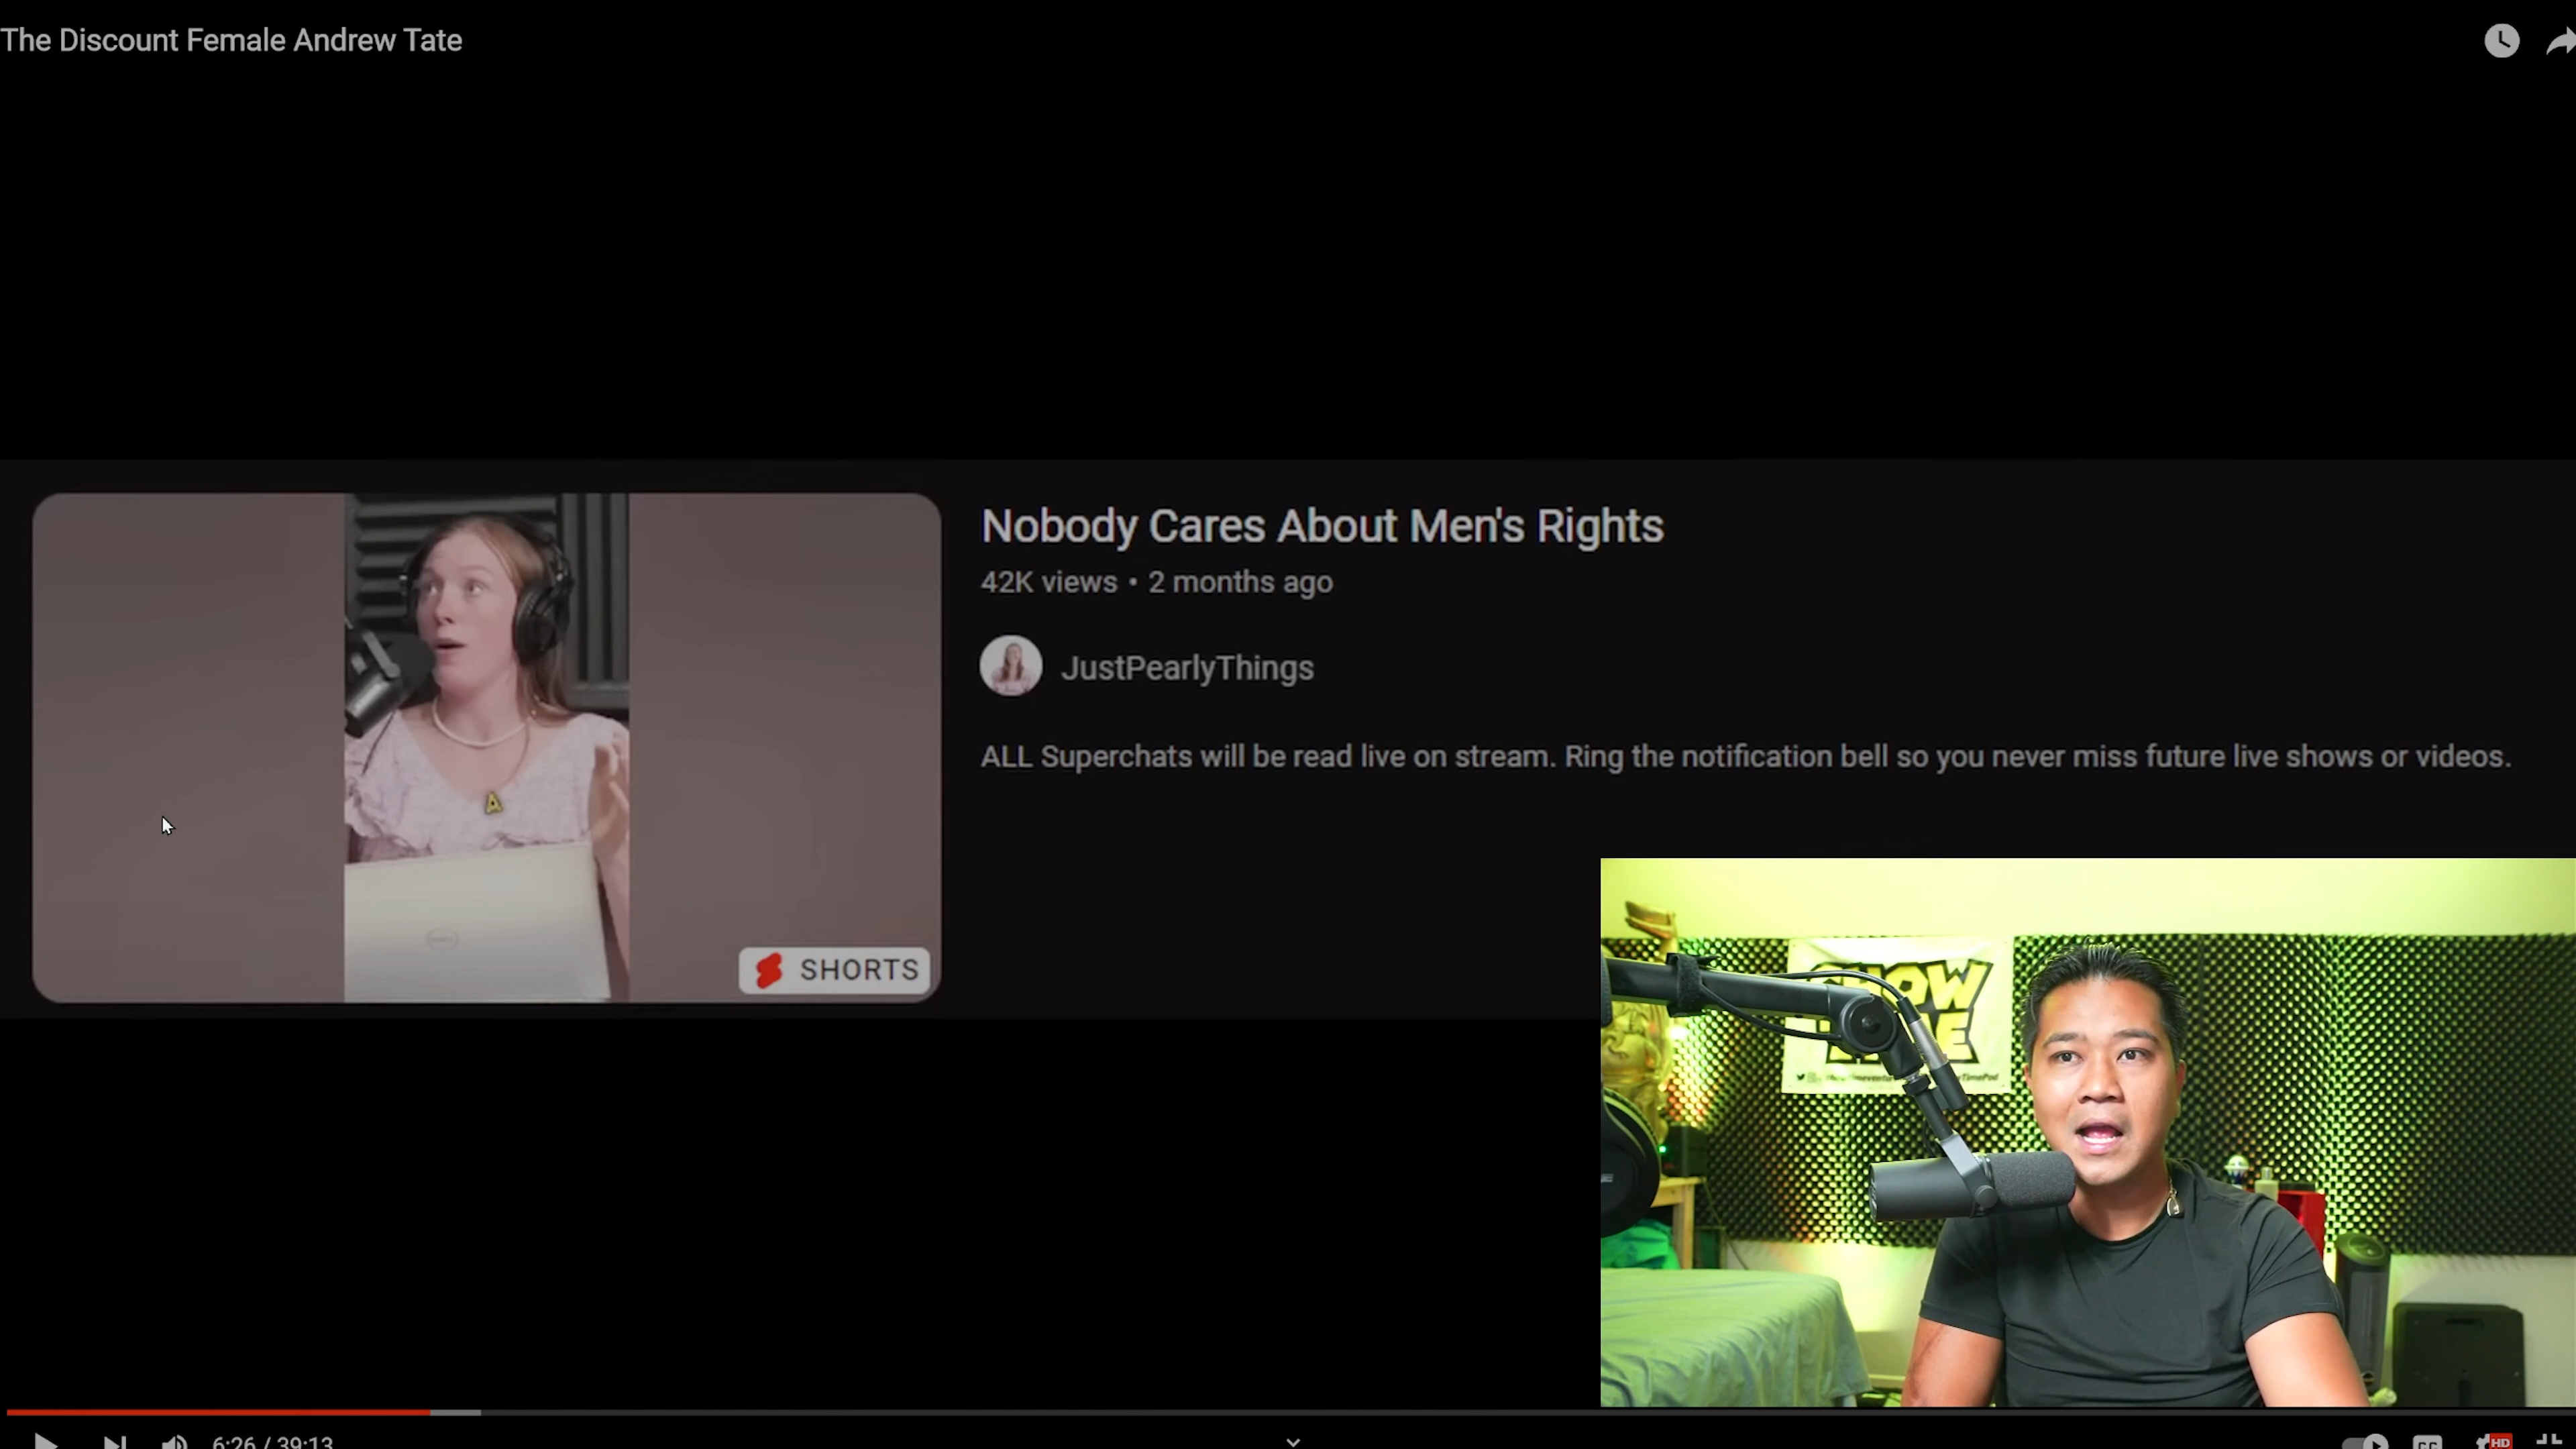 The Discount Female Andrew Tate
Nobody Cares About Men's Rights
42K views • 2 months ago
JustPearlyThings
ALL Superchats will be read live on stream. Ring the notification bell so you never miss future live shows or videos.
A
SHORTS
6:26 / 39:13
CC
HD